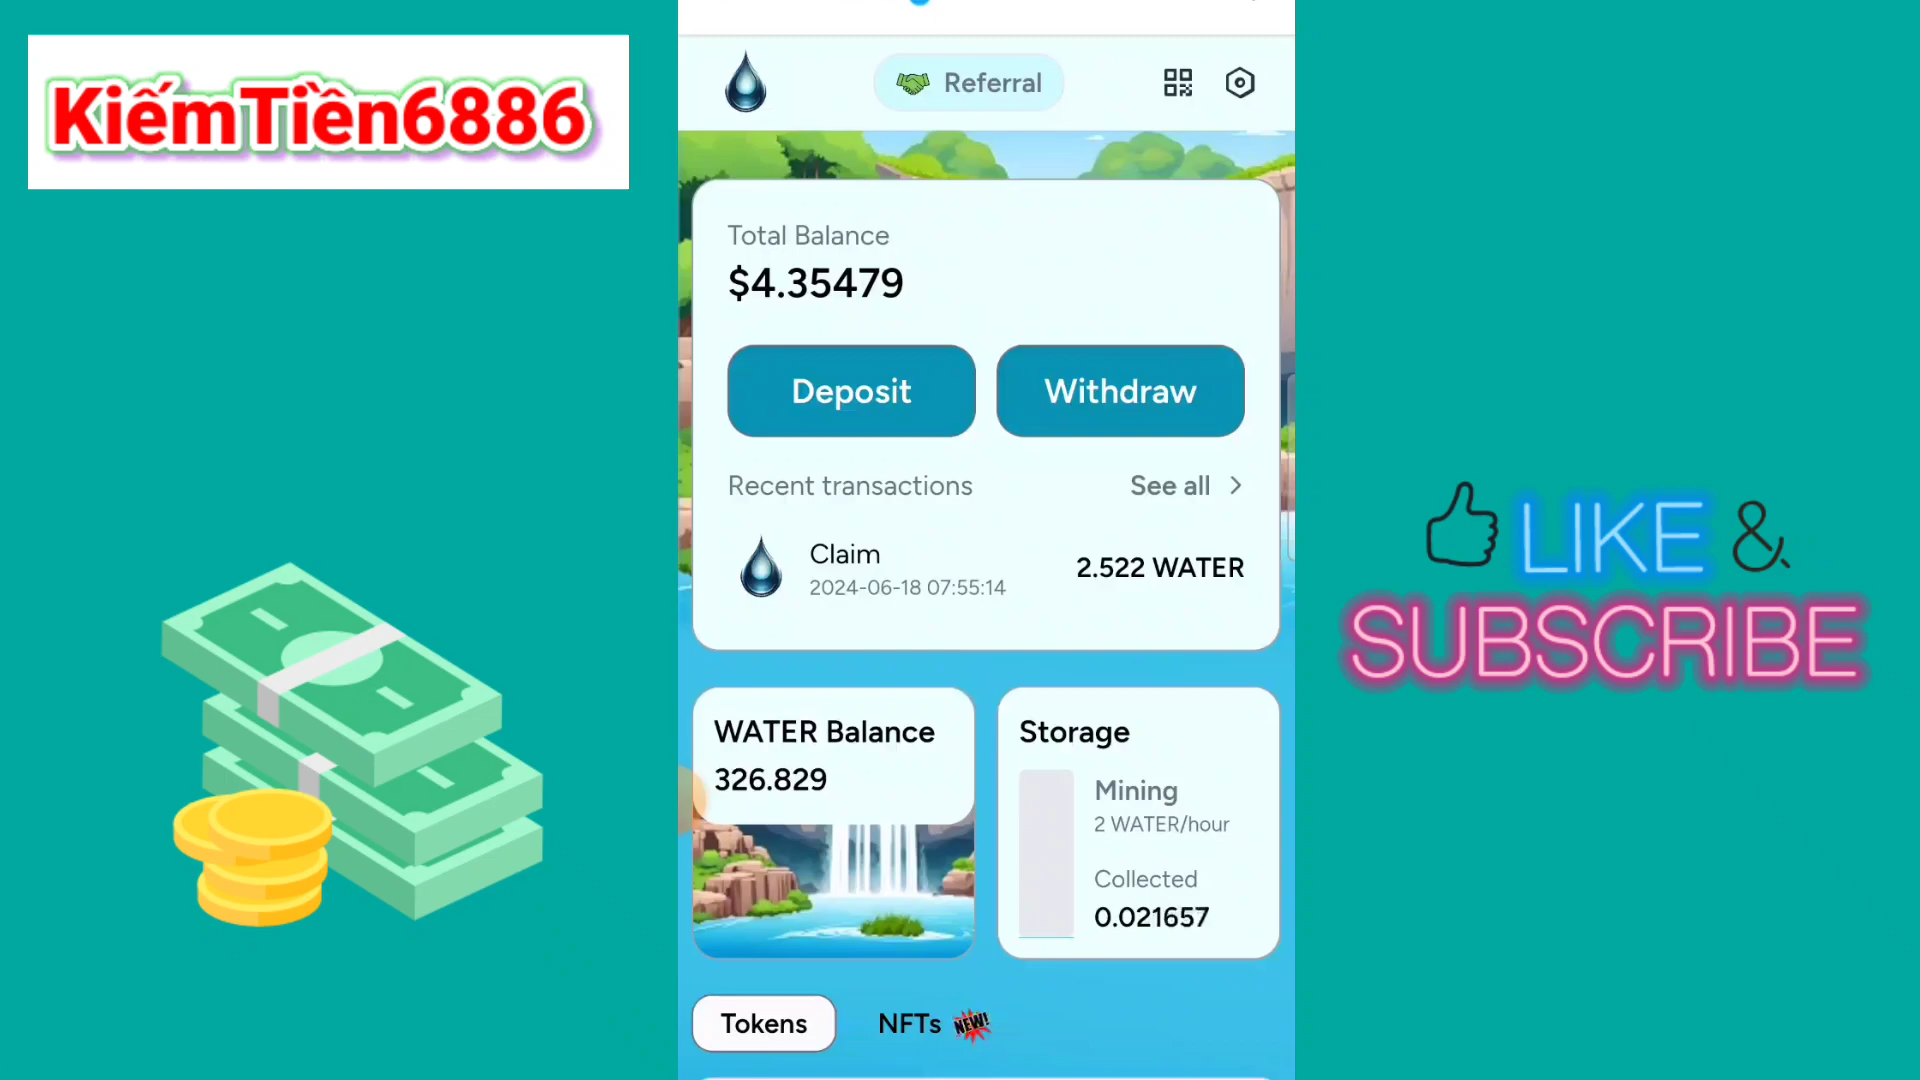 KiếmTiền6886
Referral
Total Balance
$4.35479
Deposit
Withdraw
Recent transactions
See all
Claim
2024-06-18 07:55:14
2.522 WATER
WATER Balance
326.829
Storage
Mining
2 WATER/hour
Collected
0.021657
Tokens
NFTs NEW!
LIKE &
SUBSCRIBE